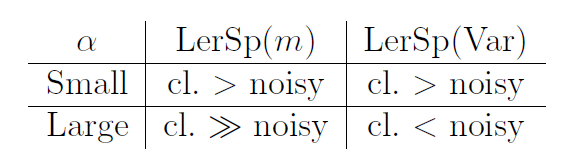 α LerSp(m) LerSp(Var)
Small cl. > noisy cl. > noisy
Large cl. ≫ noisy cl. < noisy